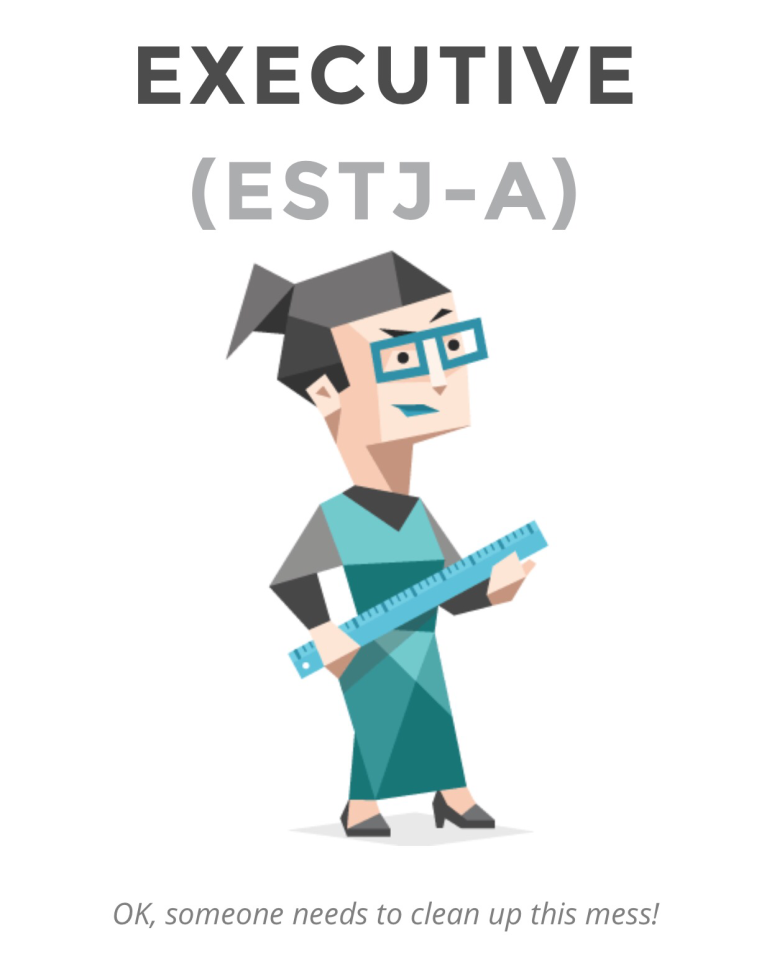 EXECUTIVE
(ESTJ-A)
OK, someone needs to clean up this mess!